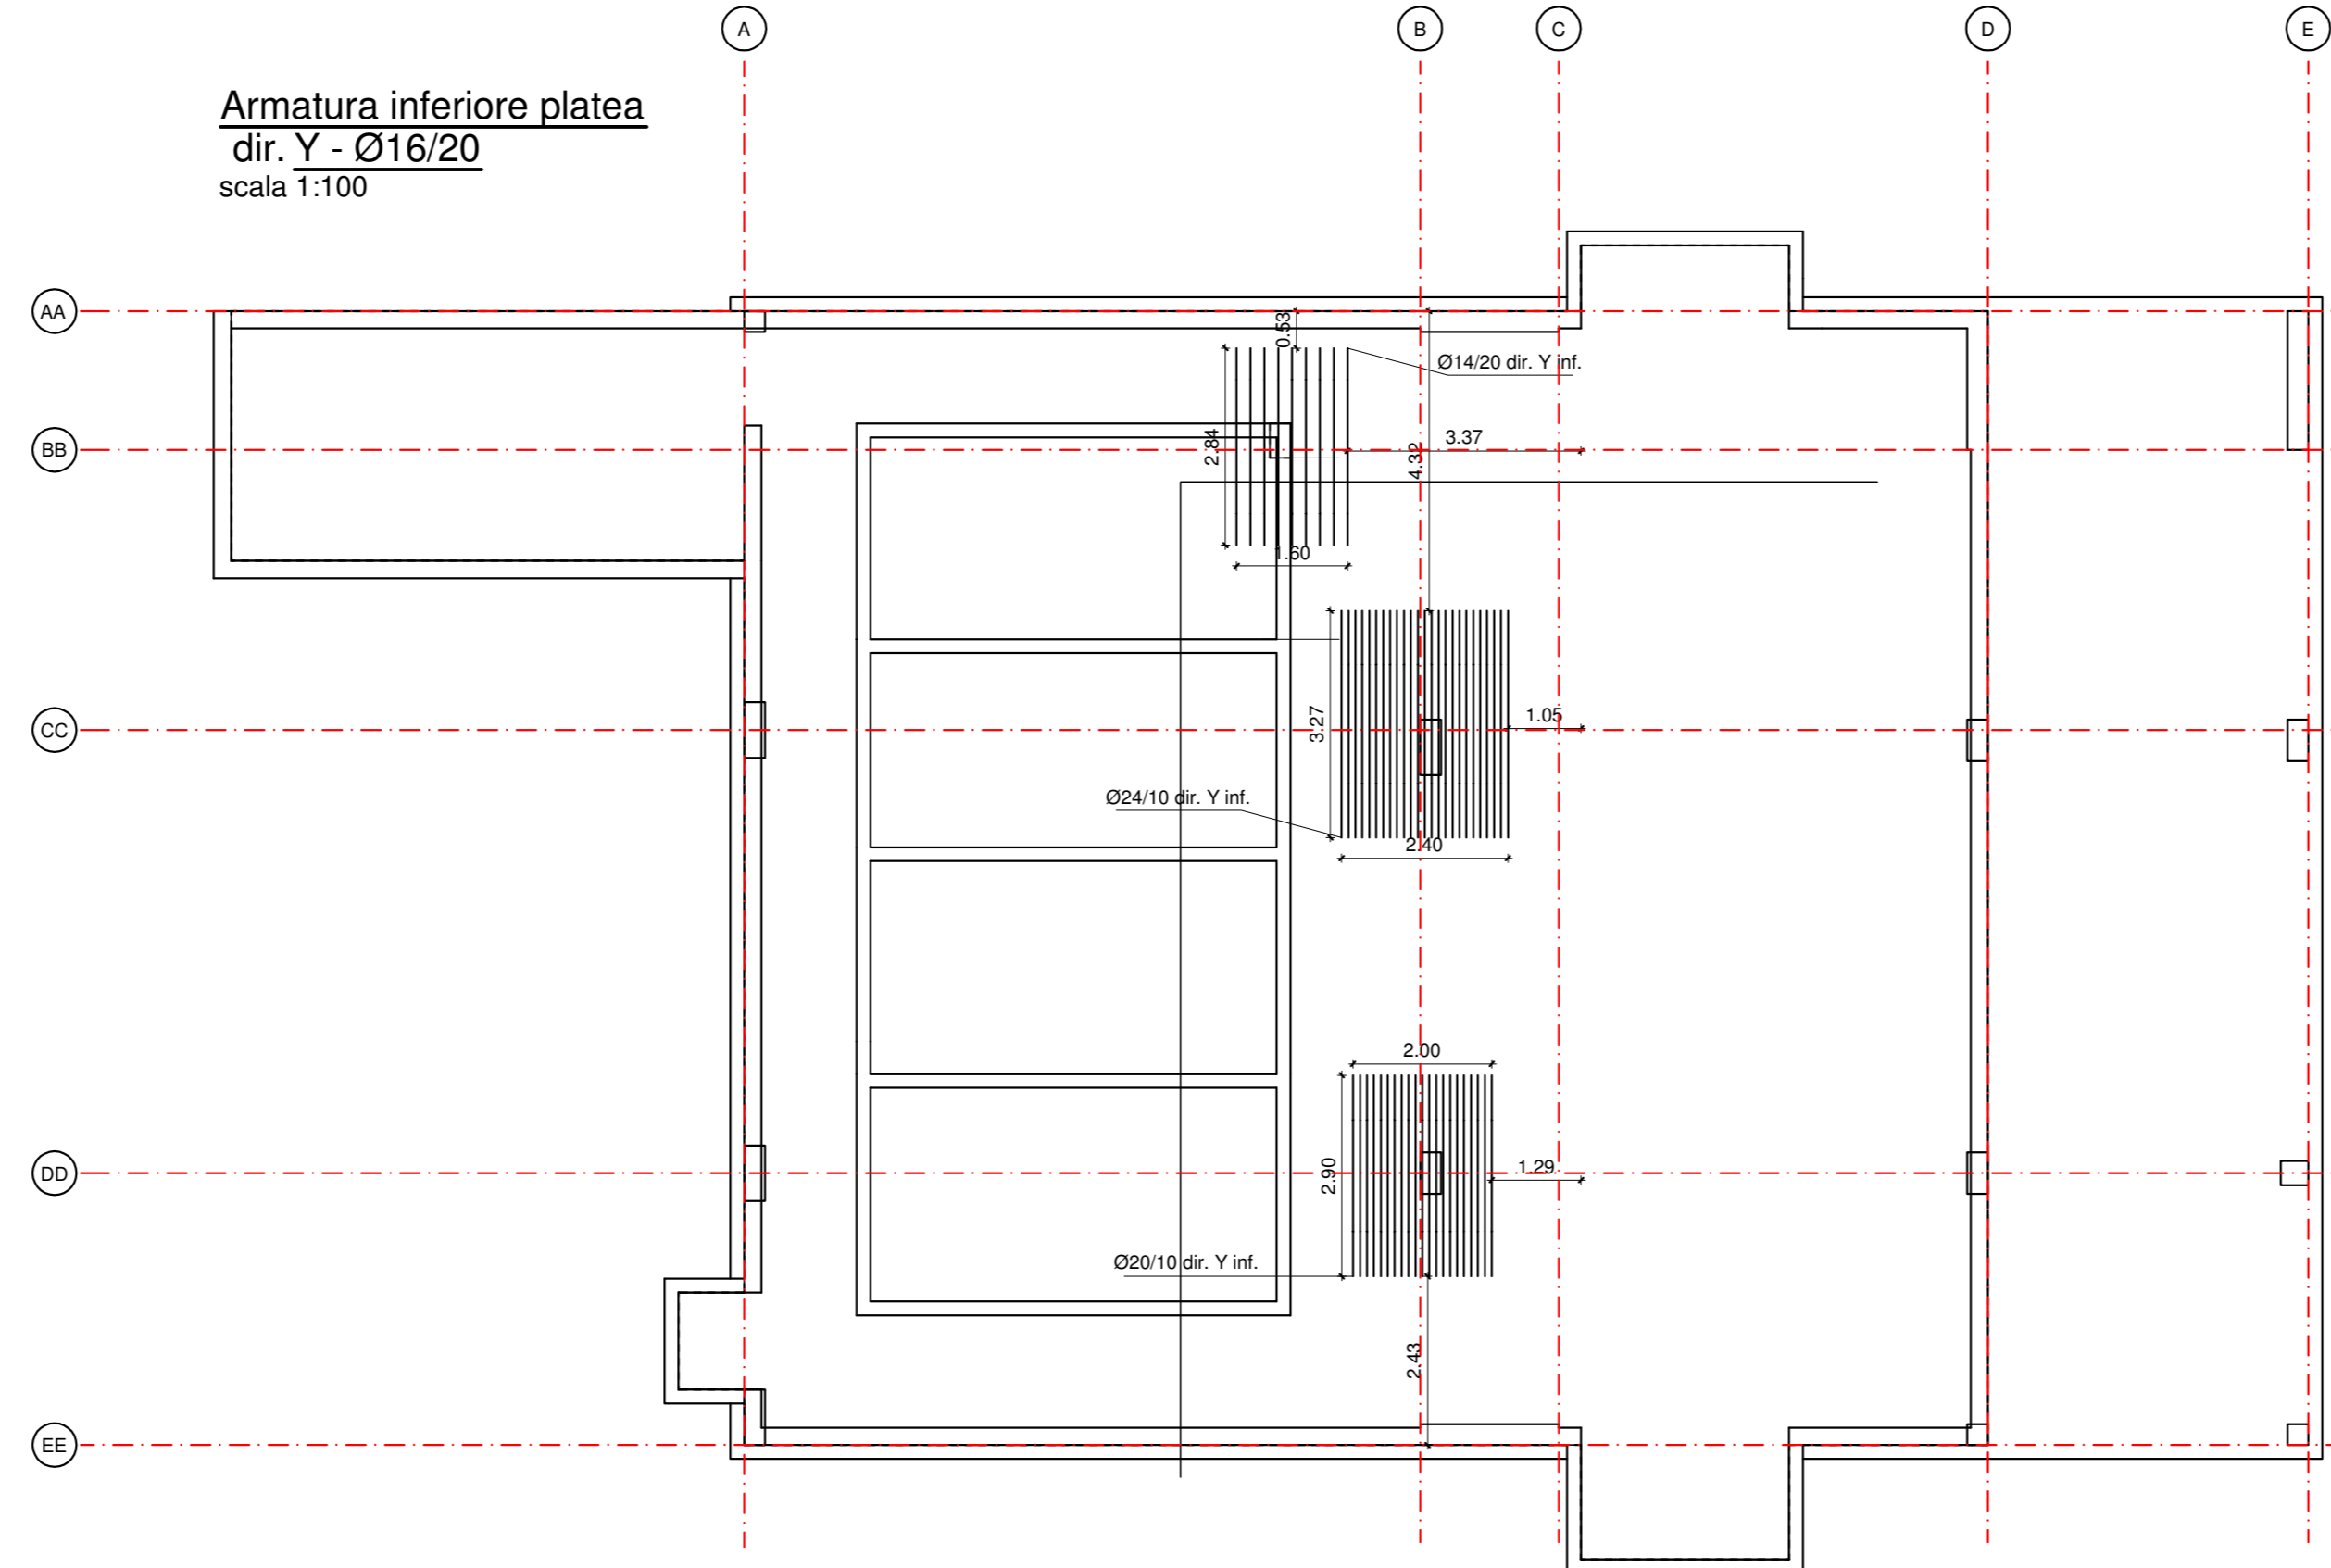 A
B
C
D
E
Armatura inferiore platea
dir. Y - Ø16/20
scala 1:100
AA
0.53
Ø14/20 dir. Y inf.
BB
2.84
3.37
4.32
1.60
CC
3.27
1.05
Ø24/10 dir. Y inf.
2.40
2.00
DD
2.90
1.29
Ø20/10 dir. Y inf.
2.43
EE